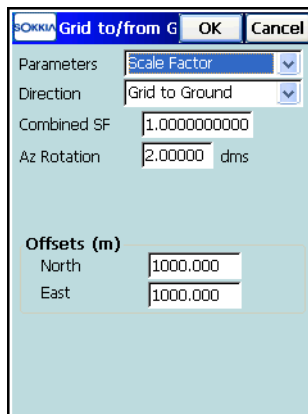 SOKKIA Grid to/from G OK Cancel
Parameters Scale Factor
Direction Grid to Ground
Combined SF 1.0000000000
Az Rotation 2.00000 dms
Offsets (m)
North 1000.000
East 1000.000